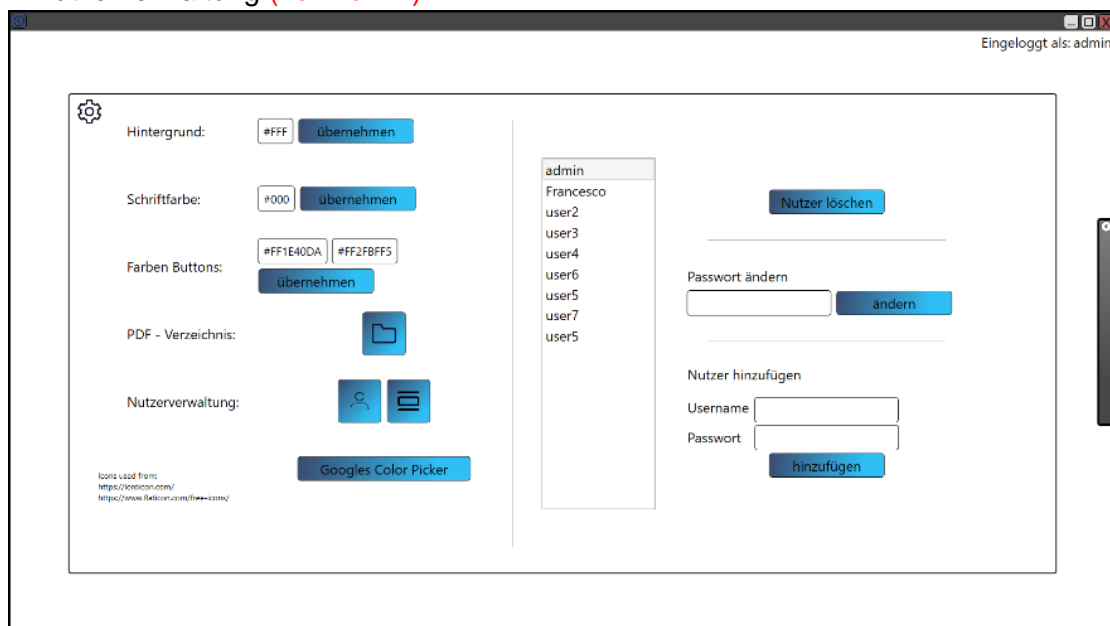 Eingeloggt als: admin
Hintergrund:
#FFF
übernehmen
Schriftfarbe:
#000
übernehmen
Farben Buttons:
#FF1E40DA
#FF2FBFF5
übernehmen
PDF - Verzeichnis:
Nutzerverwaltung:
Googles Color Picker
Icons used from:
https://lordicon.com/
https://www.flaticon.com/free-icons/
admin
Francesco
user2
user3
user4
user6
user5
user7
user5
Nutzer löschen
Passwort ändern
ändern
Nutzer hinzufügen
Username
Passwort
hinzufügen